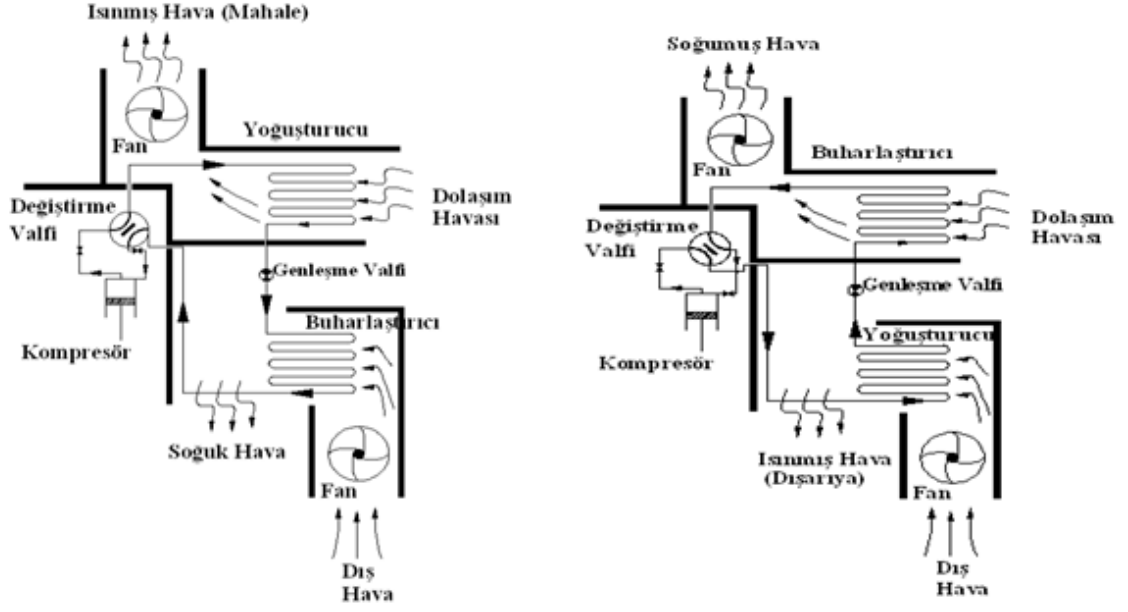 Isınmış Hava (Mahale)
Fan
Yoğuşturucu
Dolaşım
Havası
Değiştirme
Valfi
Genleşme Valfi
Buharlaştırıcı
Kompresör
Soğuk Hava
Fan
Dış
Hava
Soğumuş Hava
Fan
Buharlaştırıcı
Dolaşım
Havası
Değiştirme
Valfi
Genleşme Valfi
Yoğuşturucu
Kompresör
Isınmış Hava
(Dışarıya)
Fan
Dış
Hava